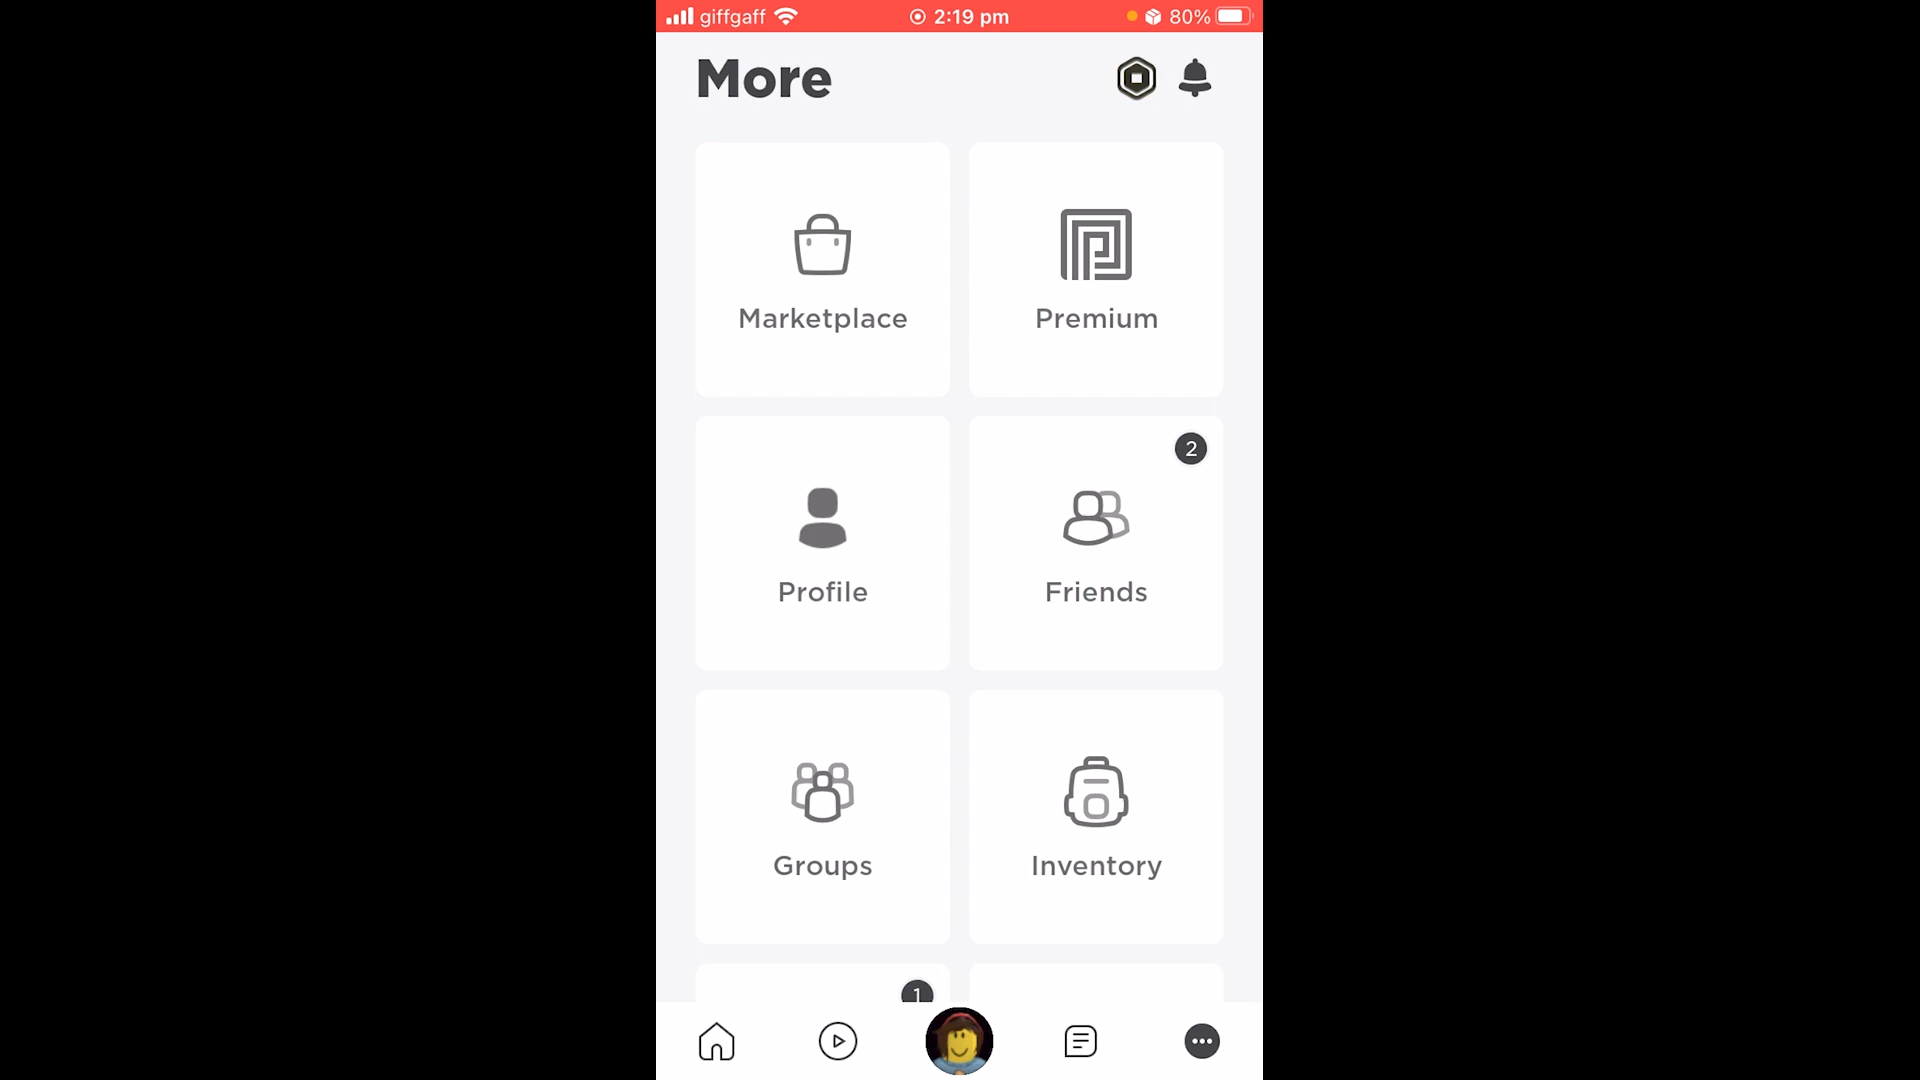 giffgaff 2:19 pm 80%
More
Marketplace Premium
2
Profile Friends
Groups Inventory
1